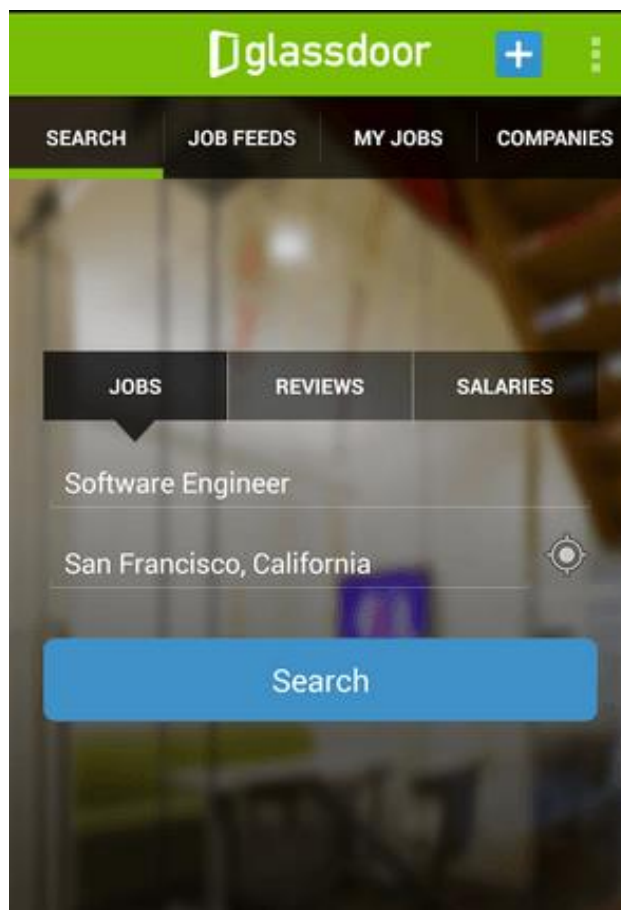 glassdoor
SEARCH JOB FEEDS MY JOBS COMPANIES
JOBS REVIEWS SALARIES
Software Engineer
San Francisco, California
Search